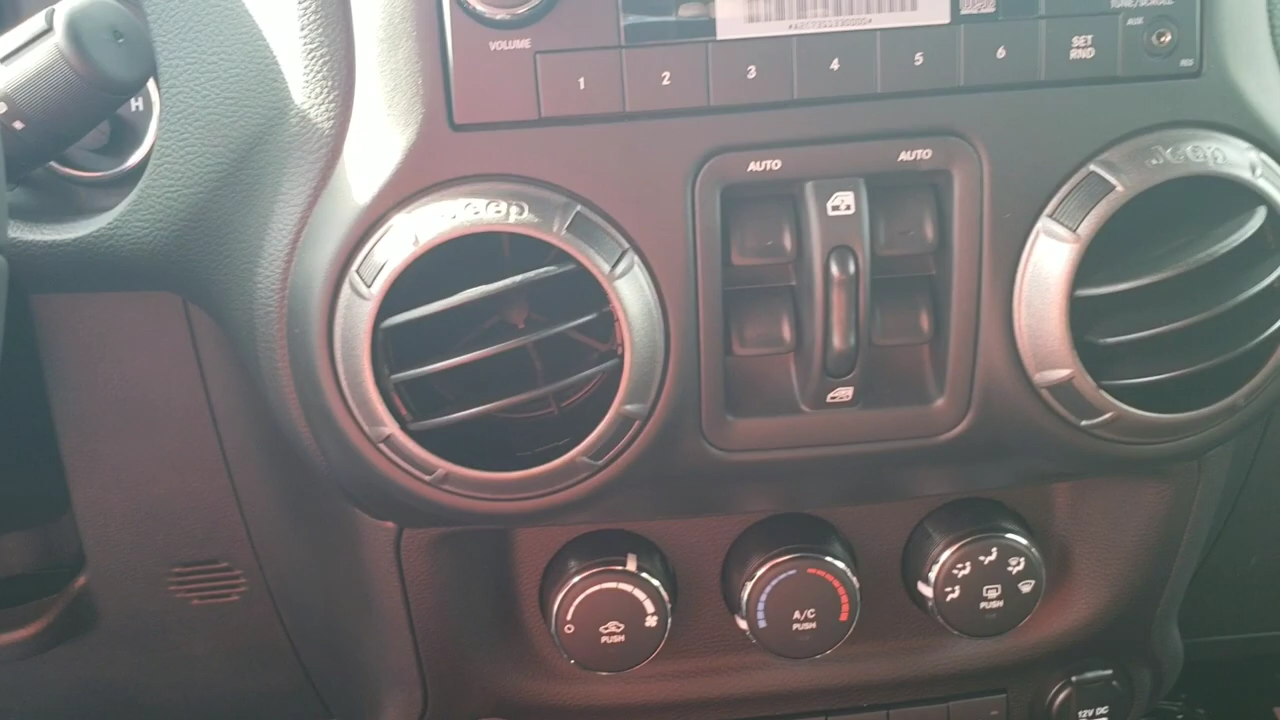 VOLUME
1
2
3
4
5
6
SET
RND
AUX
H
AUTO
AUTO
Jeep
Jeep
PUSH
A/C
PUSH
PUSH
12V DC